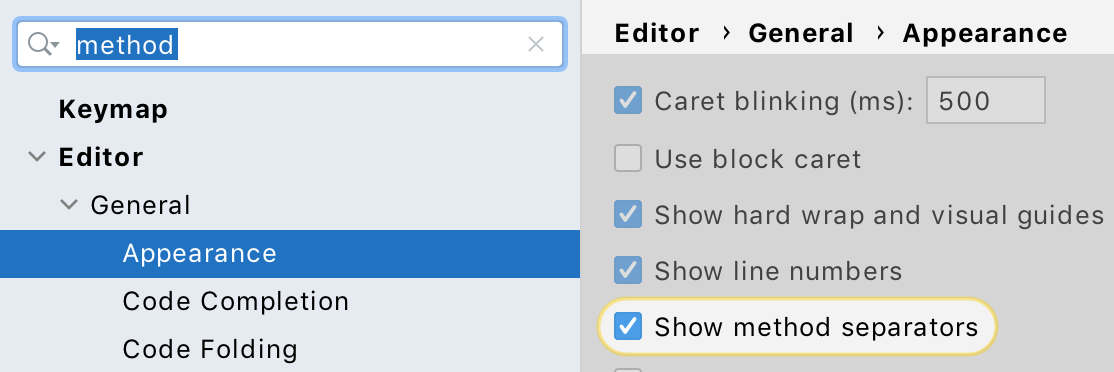 method
Keymap
Editor
General
Appearance
Code Completion
Code Folding
Editor › General › Appearance
Caret blinking (ms): 500
Use block caret
Show hard wrap and visual guides
Show line numbers
Show method separators